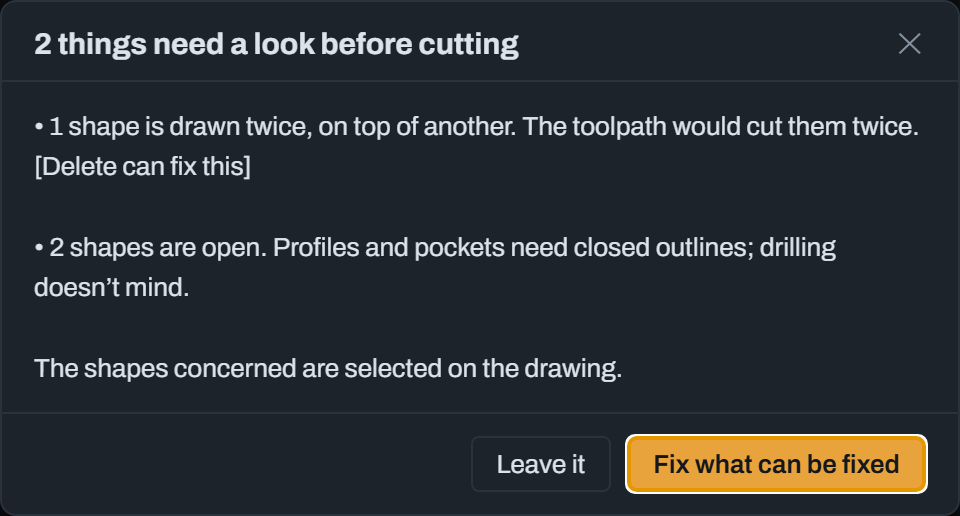 2 things need a look before cutting
• 1 shape is drawn twice, on top of another. The toolpath would cut them twice.
[Delete can fix this]
• 2 shapes are open. Profiles and pockets need closed outlines; drilling
doesn’t mind.
The shapes concerned are selected on the drawing.
Leave it
Fix what can be fixed